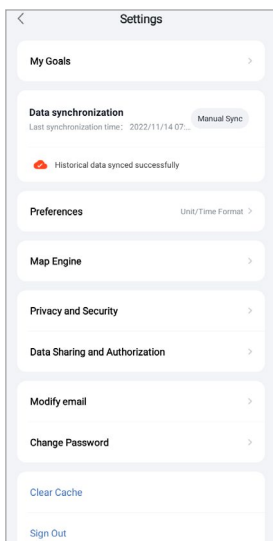 Settings
My Goals
Data synchronization
Last synchronization time： 2022/11/14 07:... Manual Sync
Historical data synced successfully
Preferences Unit/Time Format
Map Engine
Privacy and Security
Data Sharing and Authorization
Modify email
Change Password
Clear Cache
Sign Out